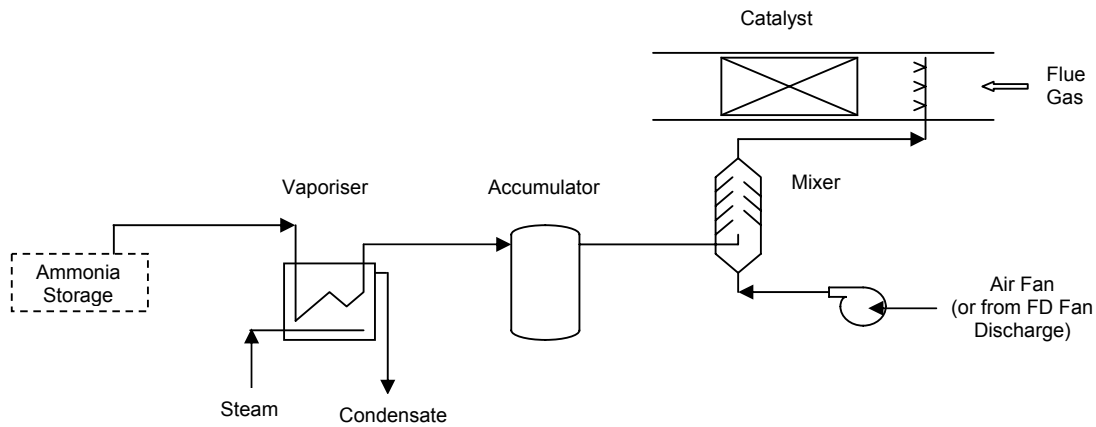 Catalyst
Flue
Gas
Vaporiser
Accumulator
Mixer
Ammonia
Storage
Air Fan
(or from FD Fan
Discharge)
Steam
Condensate